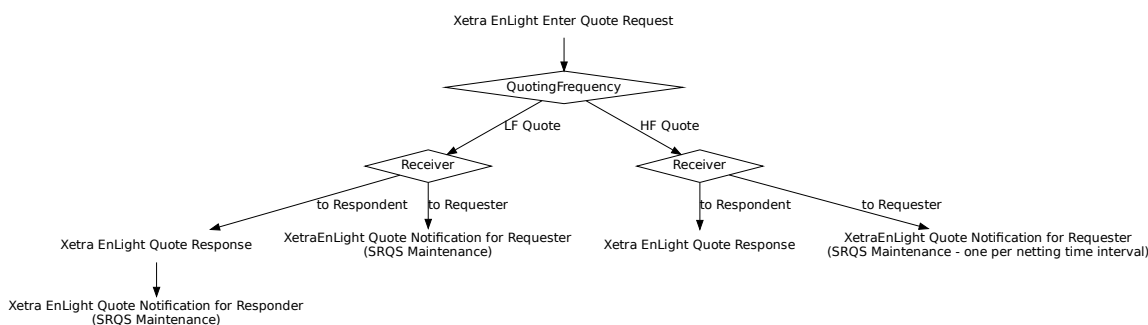 Xetra EnLight Enter Quote Request
QuotingFrequency
LF Quote
HF Quote
Receiver
Receiver
to Respondent
to Requester
to Respondent
to Requester
Xetra EnLight Quote Response
XetraEnLight Quote Notification for Requester
(SRQS Maintenance)
Xetra EnLight Quote Response
XetraEnLight Quote Notification for Requester
(SRQS Maintenance - one per netting time interval)
Xetra EnLight Quote Notification for Responder
(SRQS Maintenance)